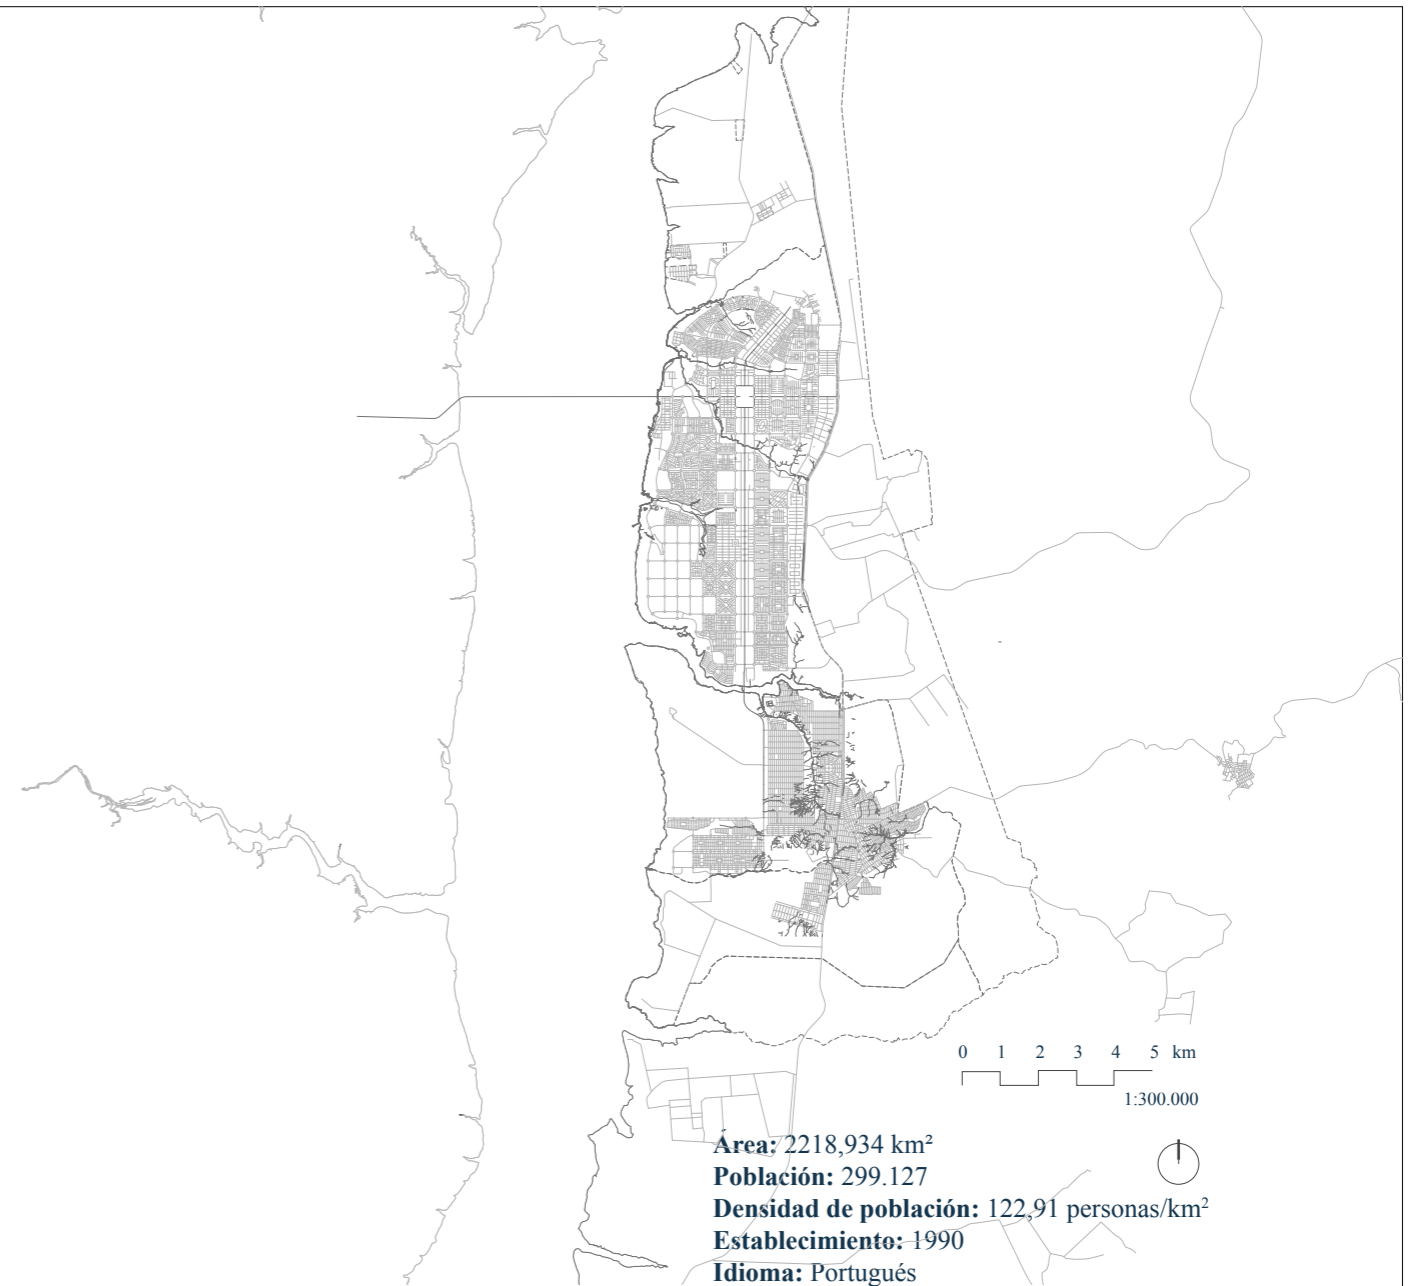 0 1 2 3 4 5 km
1:300.000
Área: 2218,934 km²
Población: 299.127
Densidad de población: 122,91 personas/km²
Establecimiento: 1990
Idioma: Portugués